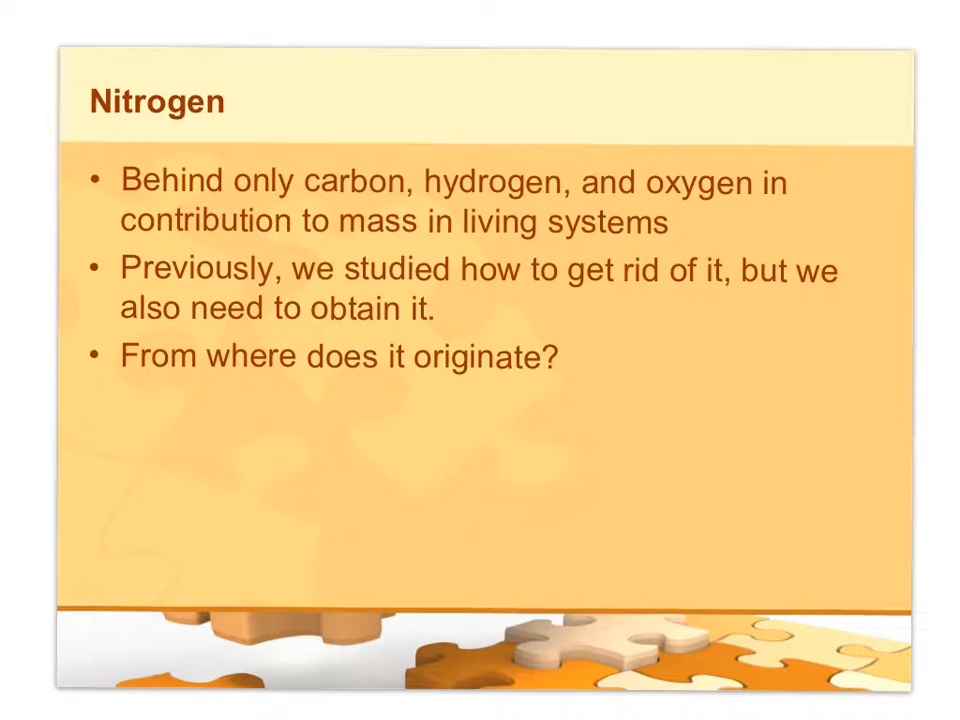 Nitrogen
• Behind only carbon, hydrogen, and oxygen in
contribution to mass in living systems
• Previously, we studied how to get rid of it, but we
also need to obtain it.
• From where does it originate?